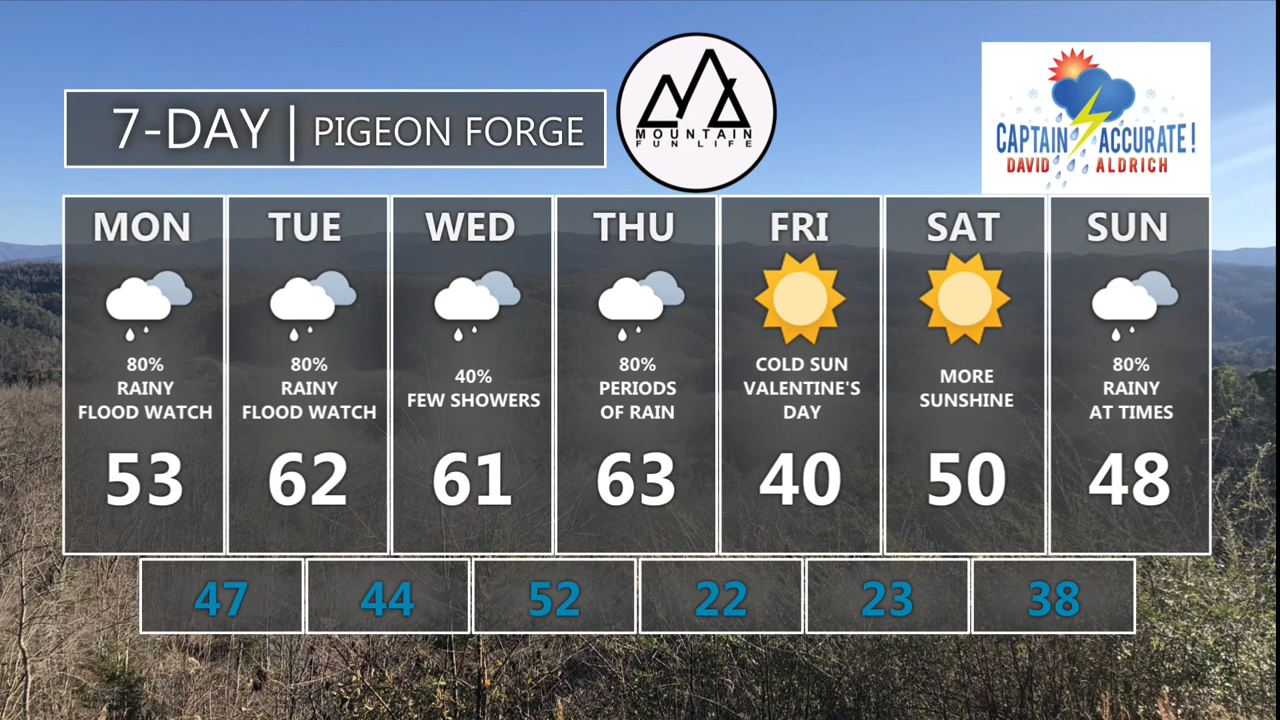 7-DAY | PIGEON FORGE
MOUNTAIN
FUN LIFE
CAPTAIN ACCURATE!
DAVID ALDRICH
MON
80%
RAINY
FLOOD WATCH
53
TUE
80%
RAINY
FLOOD WATCH
62
WED
40%
FEW SHOWERS
61
THU
80%
PERIODS
OF RAIN
63
FRI
COLD SUN
VALENTINE'S
DAY
40
SAT
MORE
SUNSHINE
50
SUN
80%
RAINY
AT TIMES
48
47 44 52 22 23 38